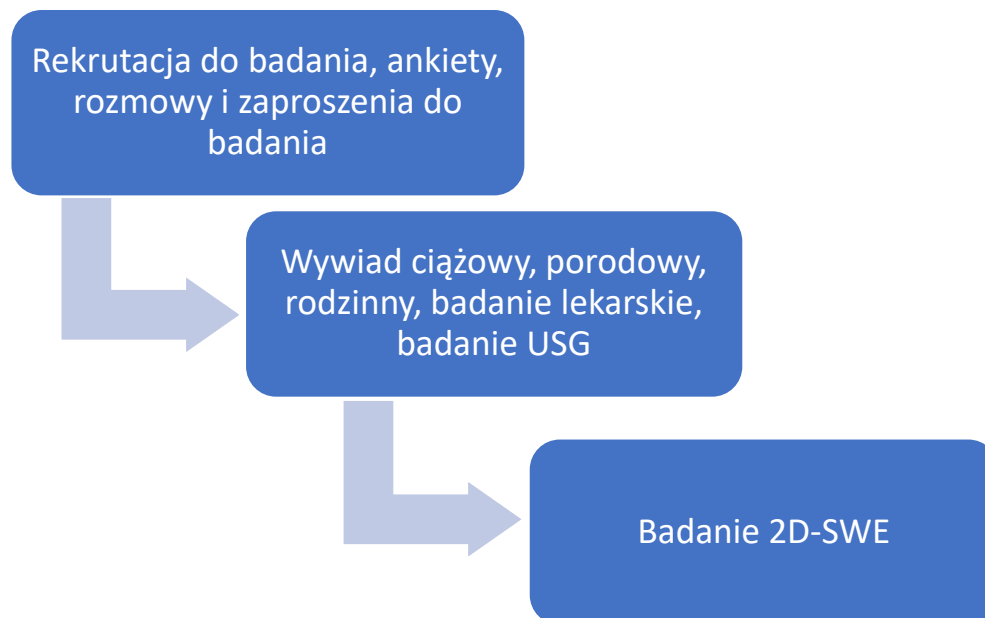 Rekrutacja do badania, ankiety,
rozmowy i zaproszenia do
badania
Wywiad ciążowy, porodowy,
rodzinny, badanie lekarskie,
badanie USG
Badanie 2D-SWE